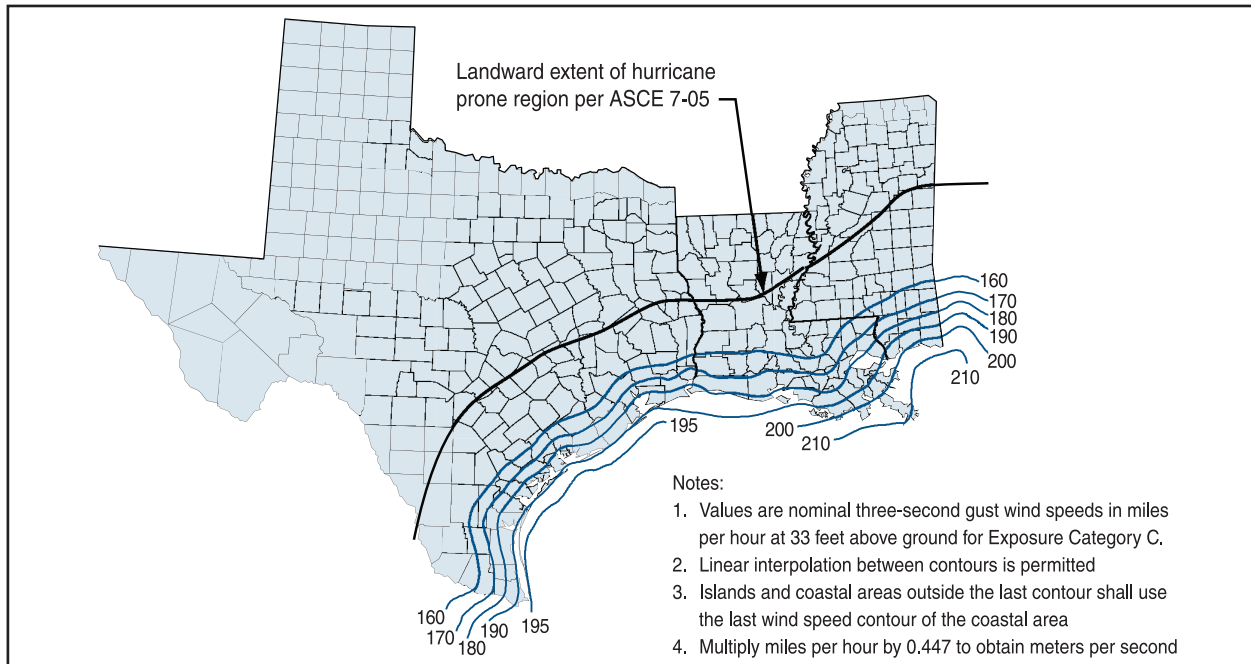 Landward extent of hurricane
prone region per ASCE 7-05
160
170
180
190
200
210
195
200
210
Notes:
1. Values are nominal three-second gust wind speeds in miles
per hour at 33 feet above ground for Exposure Category C.
2. Linear interpolation between contours is permitted
3. Islands and coastal areas outside the last contour shall use
the last wind speed contour of the coastal area
4. Multiply miles per hour by 0.447 to obtain meters per second
160
170
180
190
195